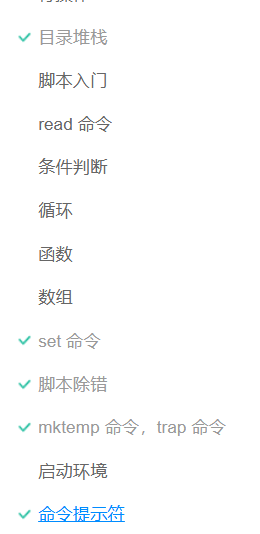 目录堆栈
脚本入门
read 命令
条件判断
循环
函数
数组
set 命令
脚本除错
mktemp 命令，trap 命令
启动环境
命令提示符